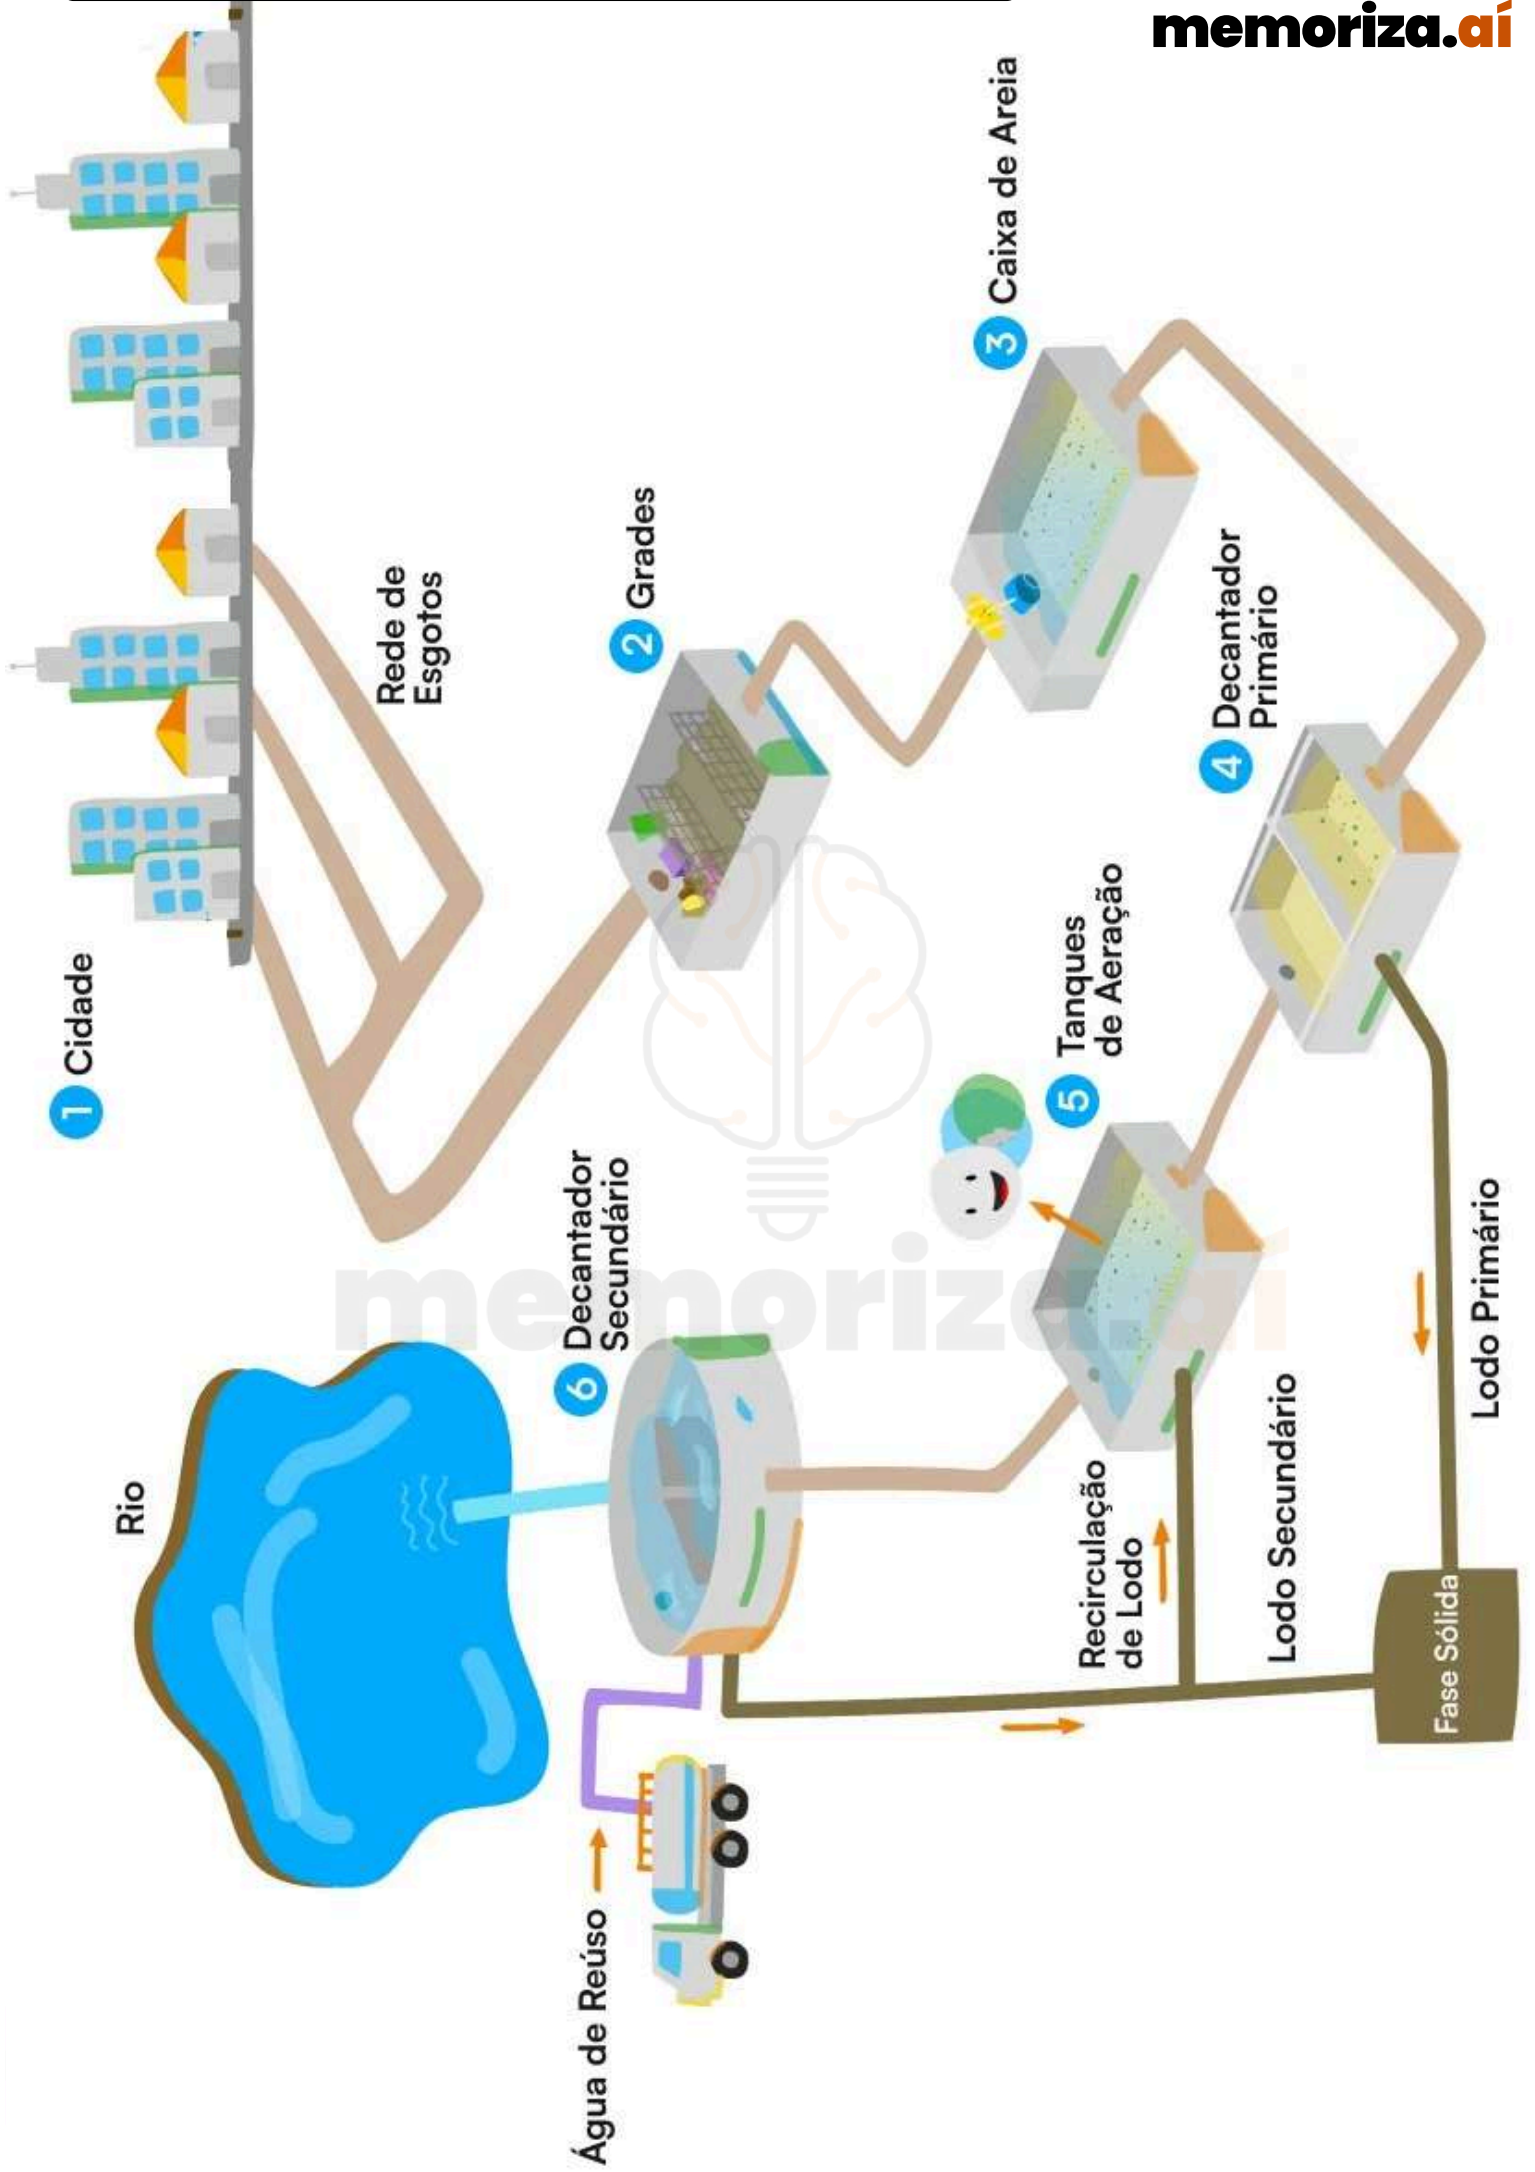 memoriza.aí
1 Cidade
Rede de
Esgotos
2 Grades
3 Caixa de Areia
4 Decantador
Primário
5 Tanques
de Aeração
6 Decantador
Secundário
Rio
Água de Reúso
Recirculação
de Lodo
Lodo Secundário
Lodo Primário
Fase Sólida
memoriza.aí